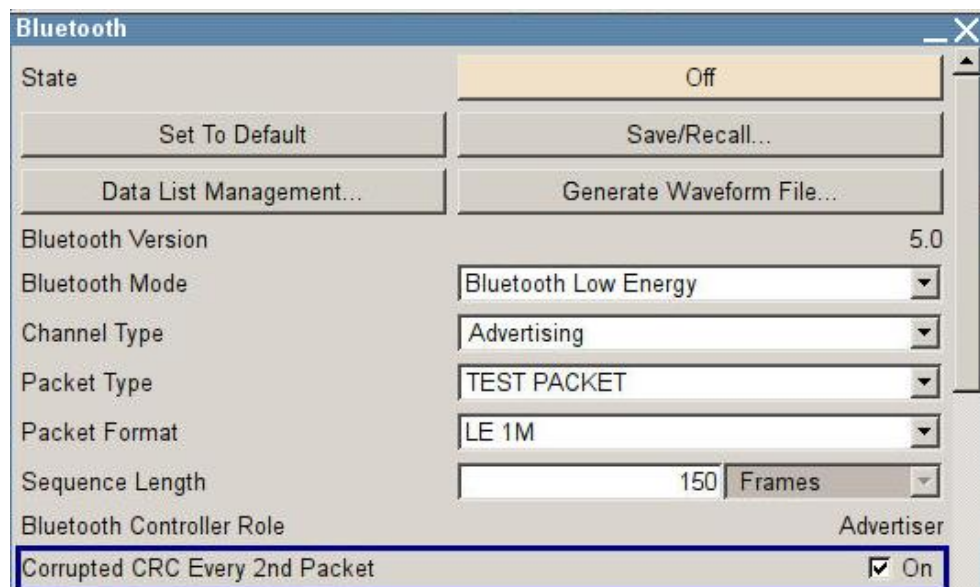 Bluetooth
State Off
Set To Default Save/Recall...
Data List Management... Generate Waveform File...
Bluetooth Version 5.0
Bluetooth Mode Bluetooth Low Energy
Channel Type Advertising
Packet Type TEST PACKET
Packet Format LE 1M
Sequence Length 150 Frames
Bluetooth Controller Role Advertiser
Corrupted CRC Every 2nd Packet On